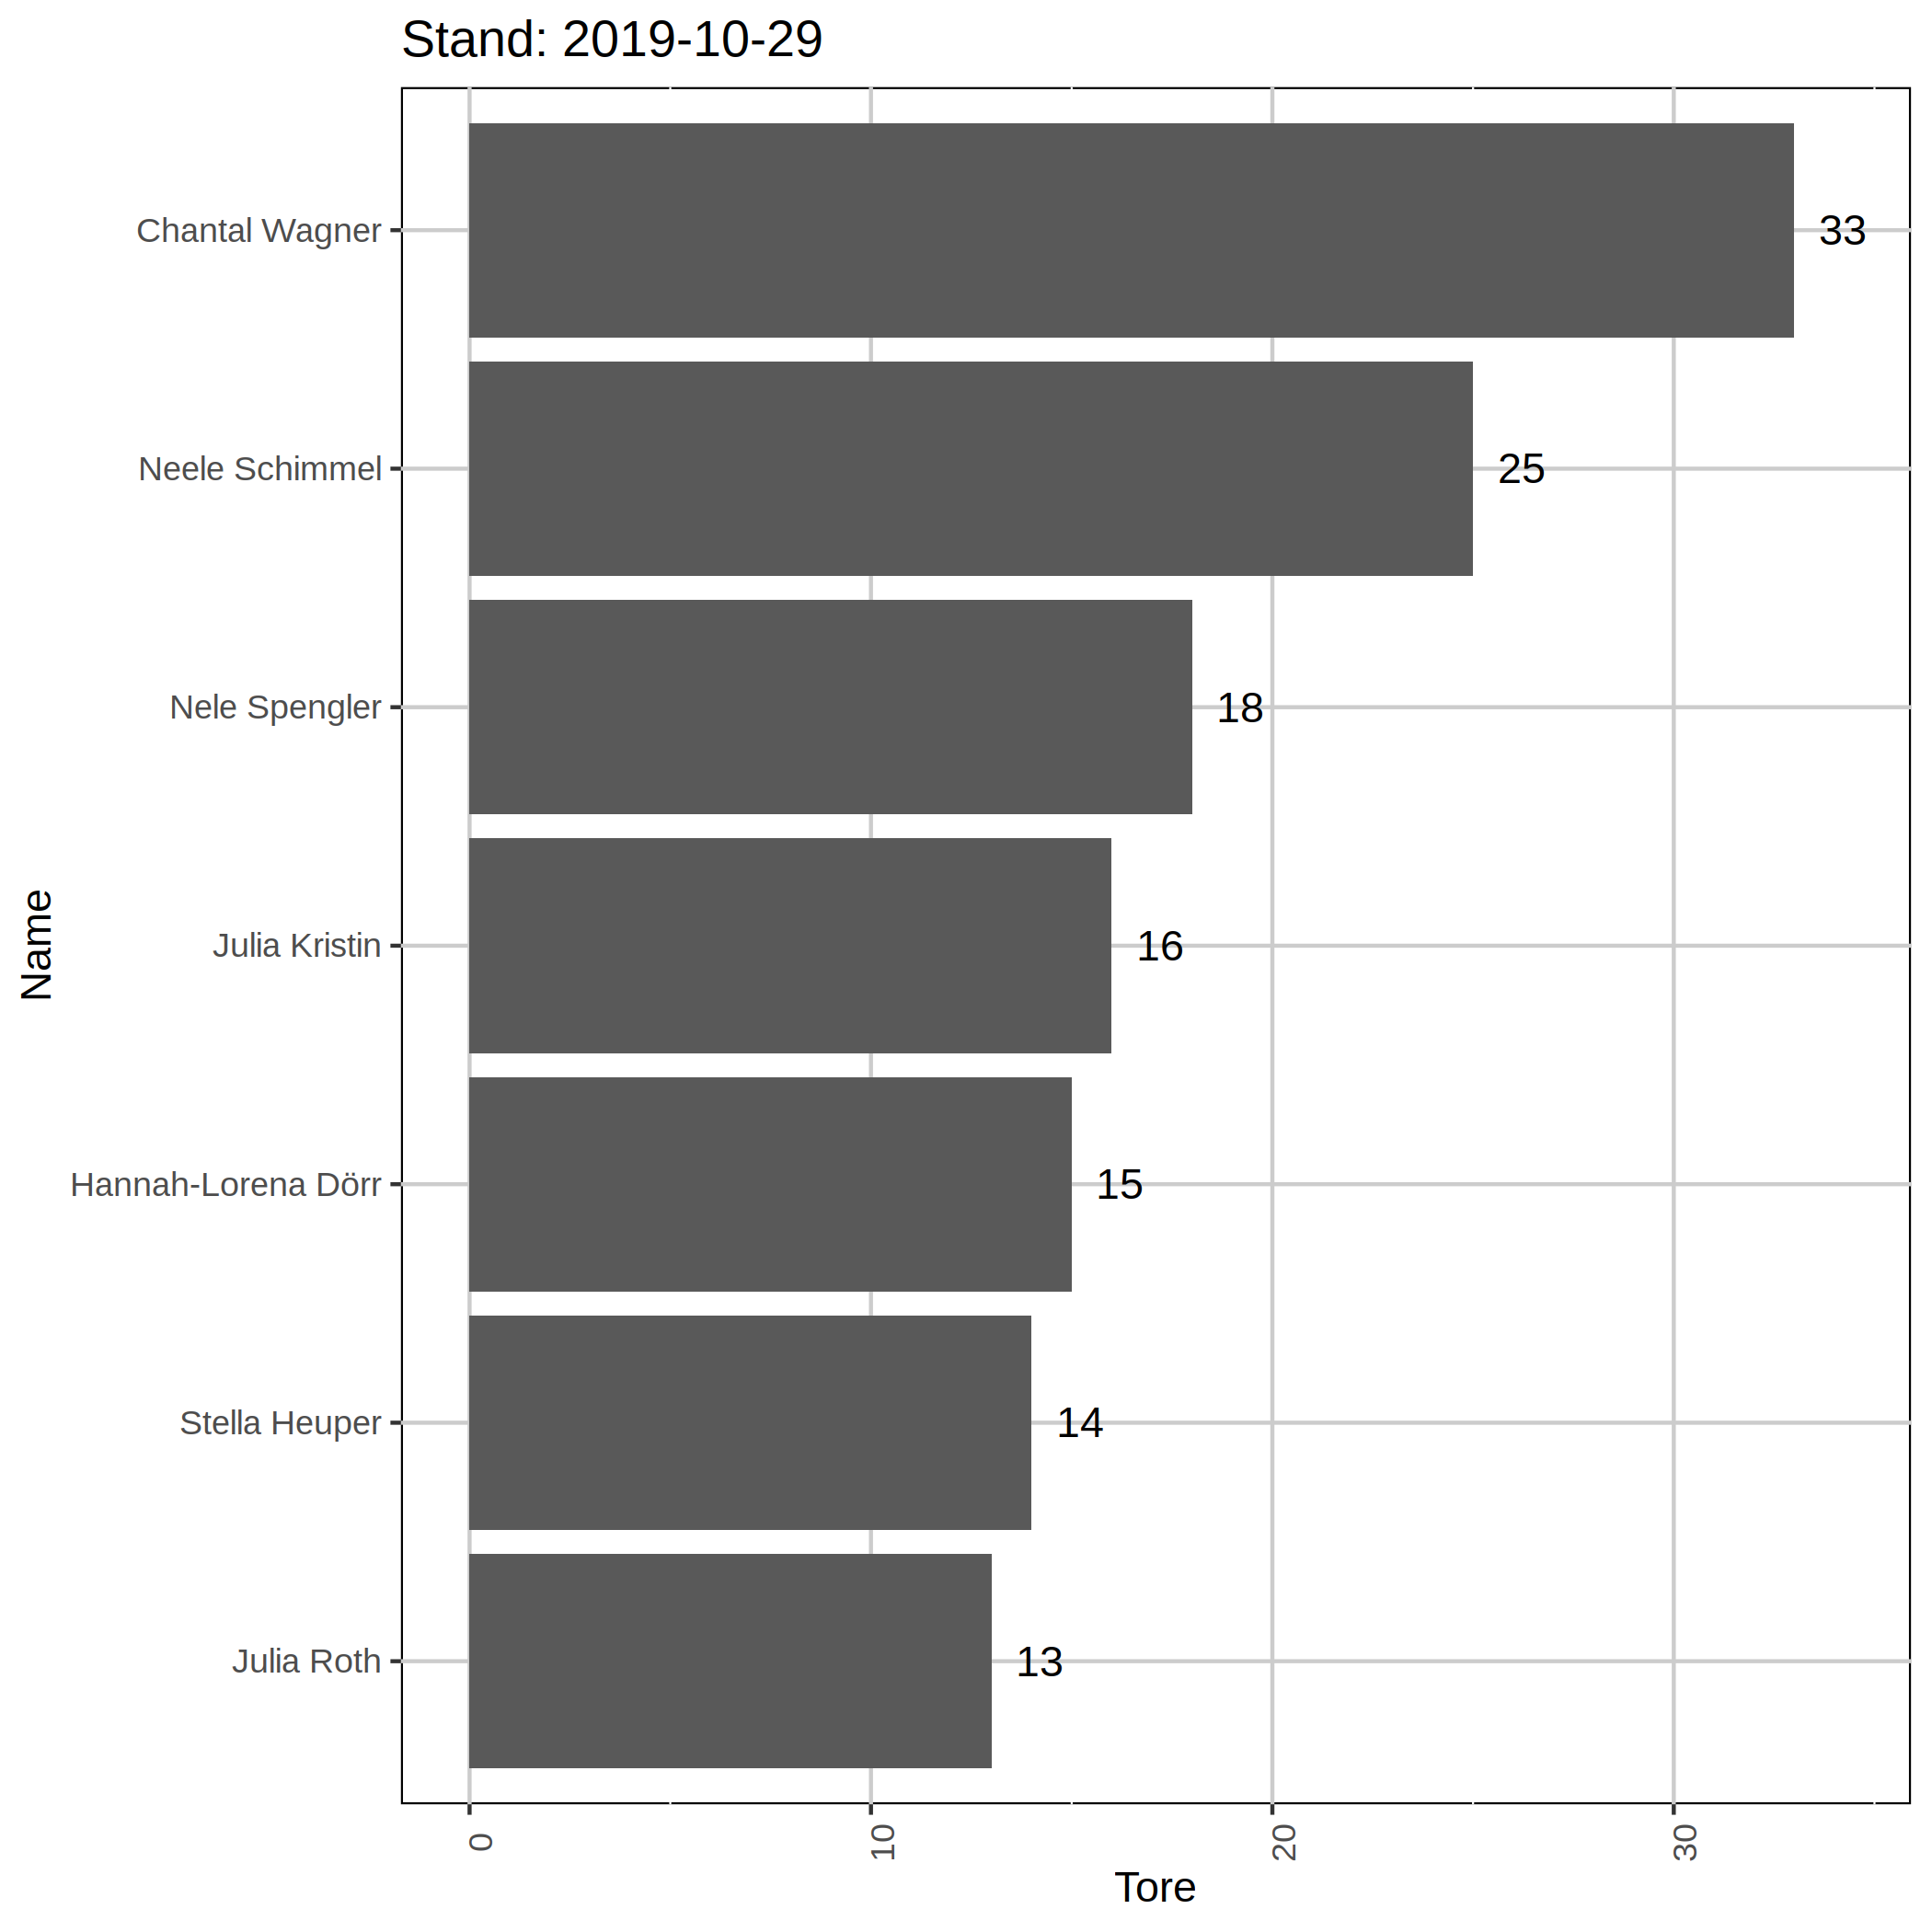 Stand: 2019-10-29
Chantal Wagner 33
Neele Schimmel 25
Nele Spengler 18
Julia Kristin 16
Hannah-Lorena Dörr 15
Stella Heuper 14
Julia Roth 13
Name
0 10 20 30
Tore